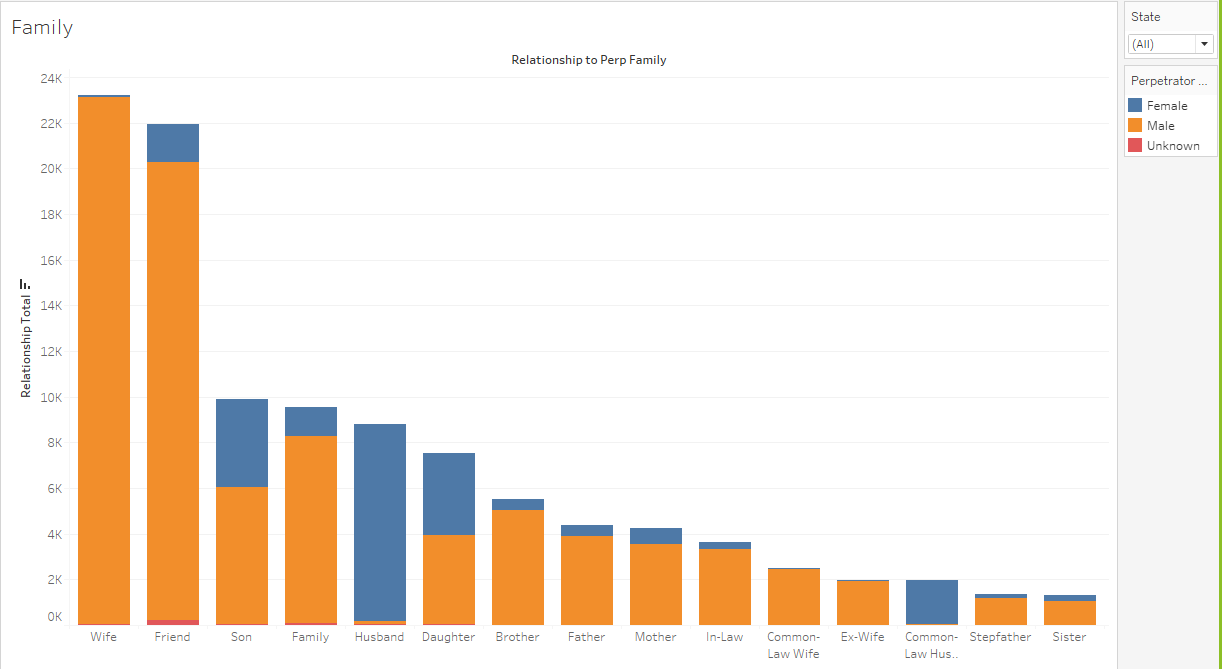 Family
Relationship to Perp Family
Relationship Total
24K
22K
20K
18K
16K
14K
12K
10K
8K
6K
4K
2K
0K
Wife Friend Son Family Husband Daughter Brother Father Mother In-Law Common- Ex-Wife Common- Stepfather Sister
Law Wife Law Hus..
State
(All)
Perpetrator ...
Female
Male
Unknown